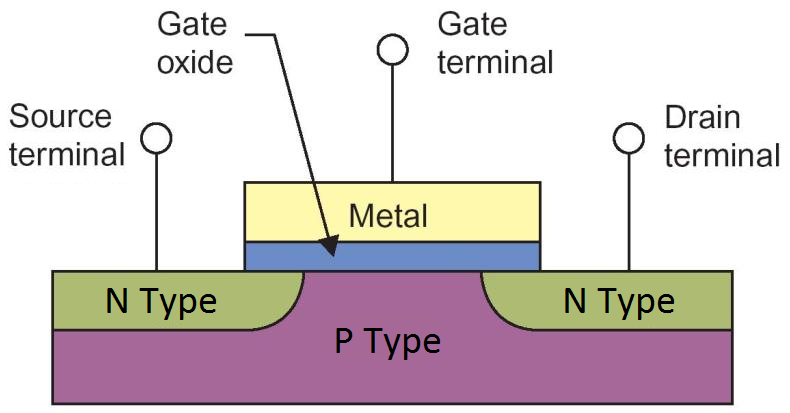 Gate
oxide
Gate
terminal
Source
terminal
Drain
terminal
Metal
N Type
N Type
P Type